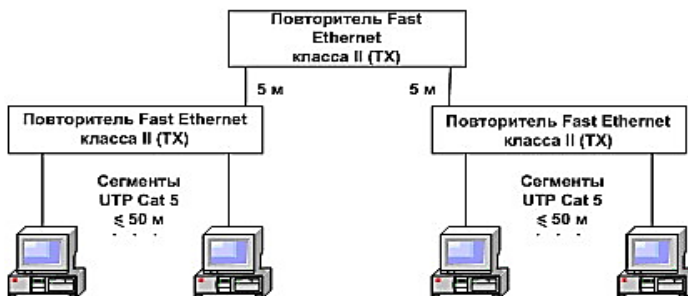 Повторитель Fast
Ethernet
класса II (TX)
5 м
5 м
Повторитель Fast Ethernet
класса II (TX)
Повторитель Fast Ethernet
класса II (TX)
Сегменты
UTP Cat 5
⩽ 50 м
Сегменты
UTP Cat 5
⩽ 50 м